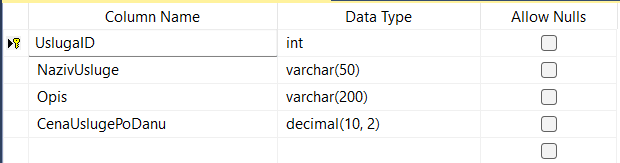 Column Name Data Type Allow Nulls
UslugaID int
NazivUsluge varchar(50)
Opis varchar(200)
CenaUslugePoDanu decimal(10, 2)